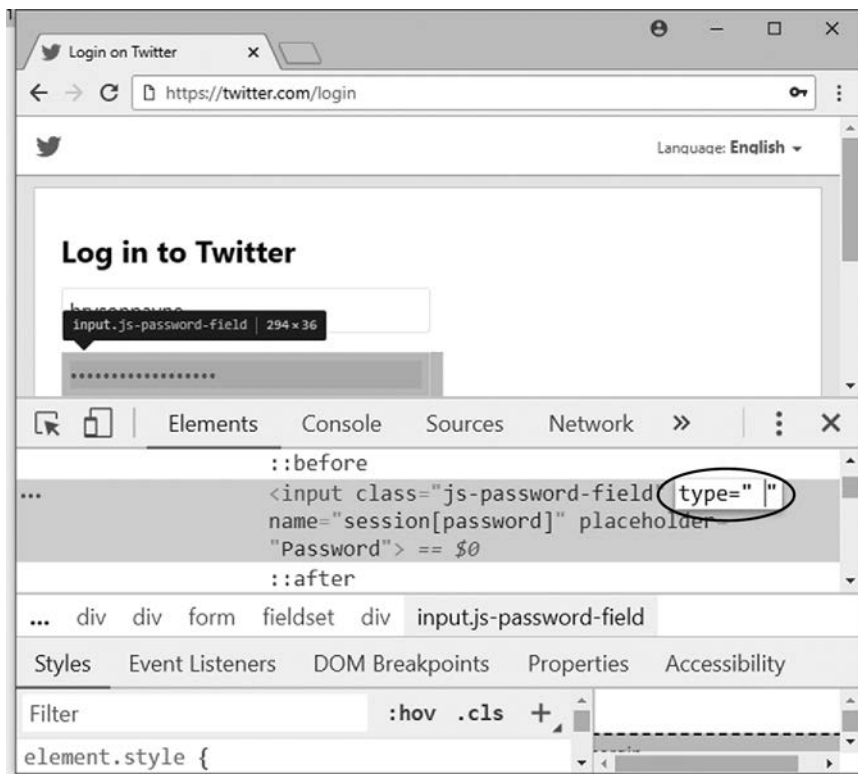 Login on Twitter
https://twitter.com/login
Language: English
Log in to Twitter
input.js-password-field | 294×36
••••••••••••••••••
Elements Console Sources Network »
::before
... <input class="js-password-field" type=" "
name="session[password]" placeholder=
"Password"> == $0
::after
... div div form fieldset div input.js-password-field
Styles Event Listeners DOM Breakpoints Properties Accessibility
Filter :hov .cls +
element.style {